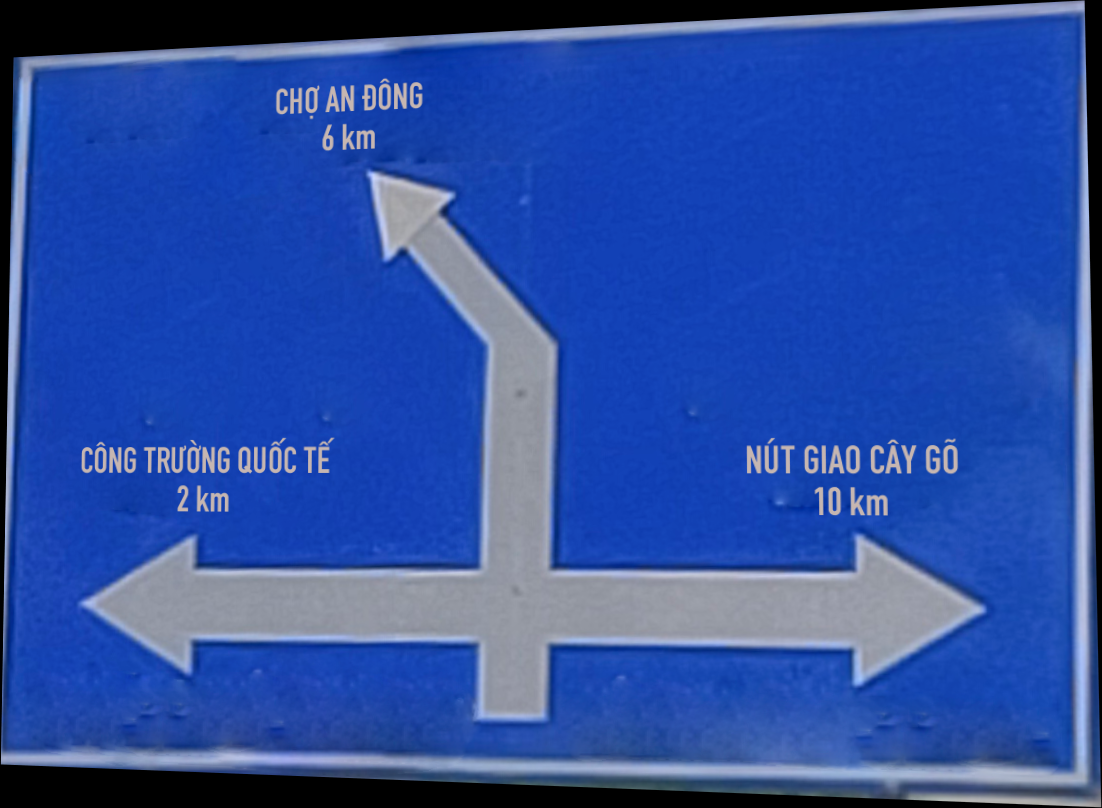 CHỢ AN ĐÔNG
6 km
CÔNG TRƯỜNG QUỐC TẾ
2 km
NÚT GIAO CÂY GÕ
10 km